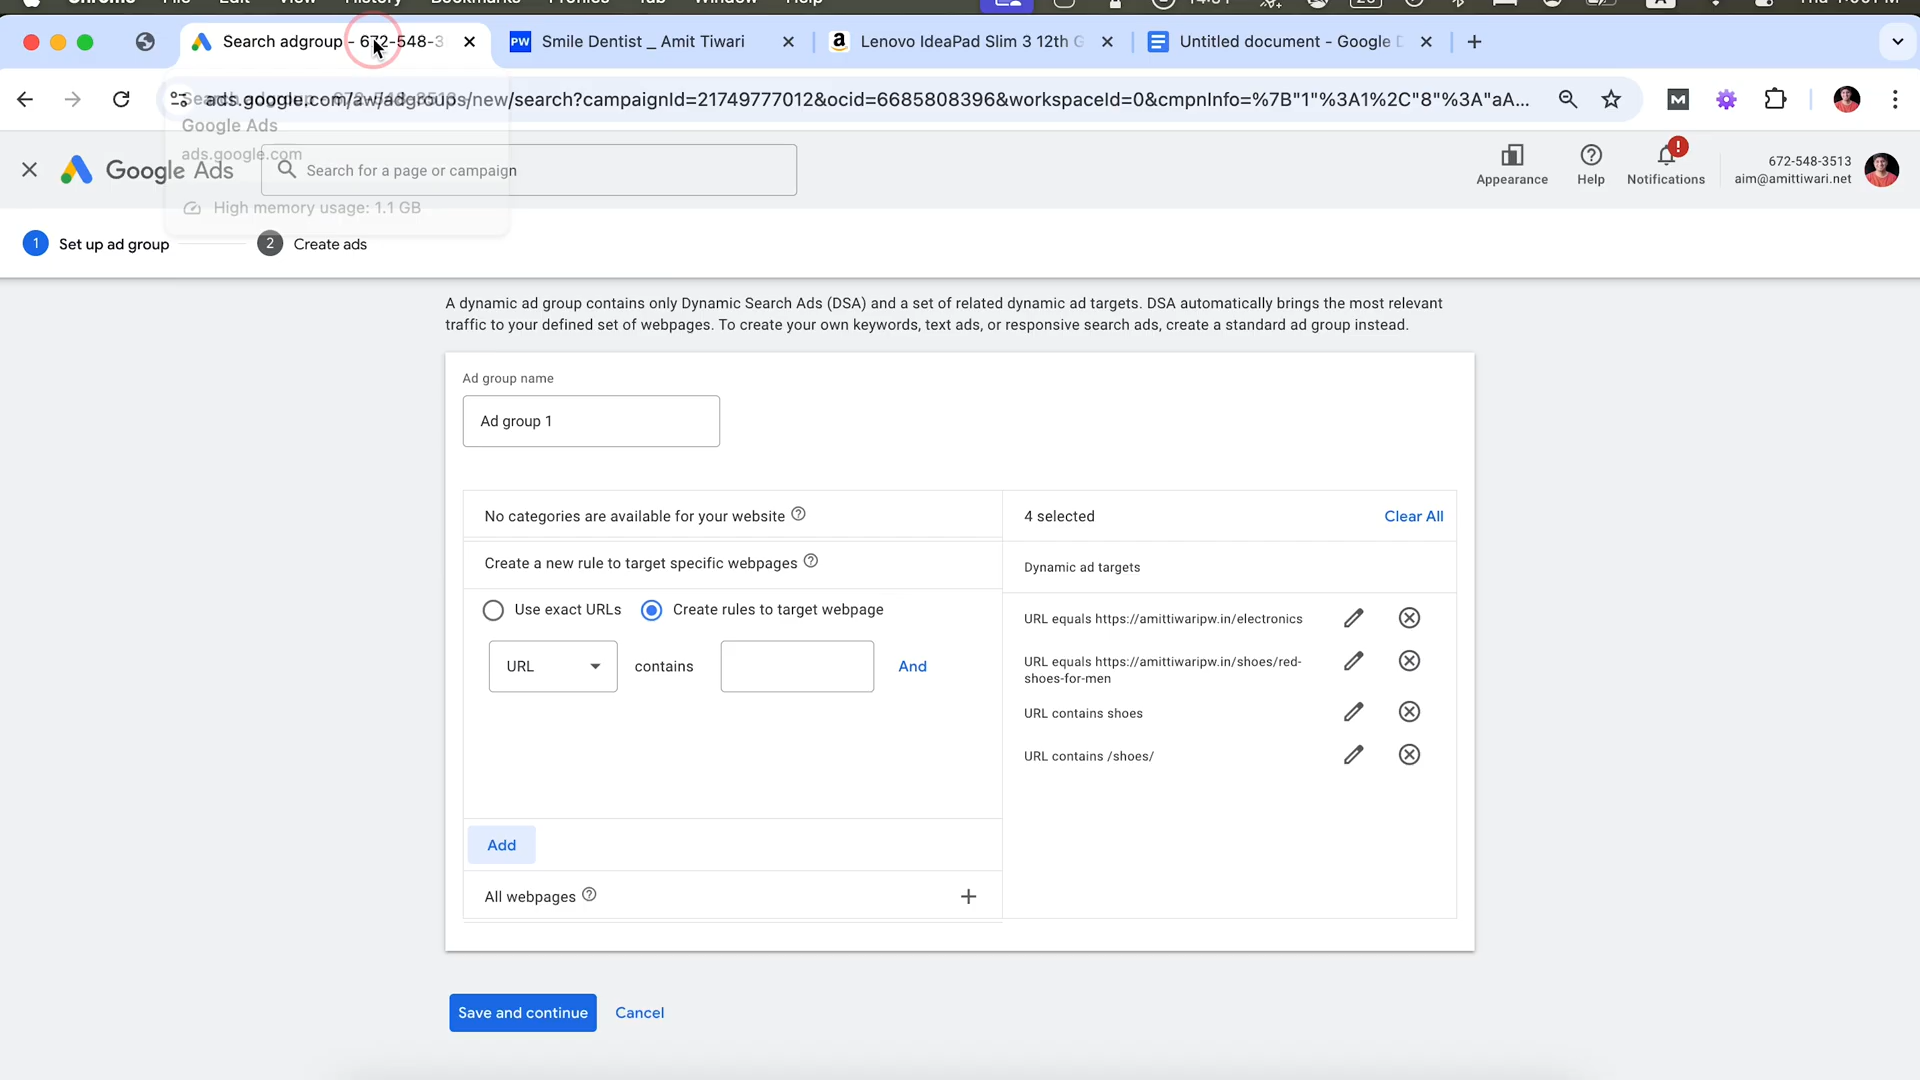 Search adgroup - 672-548-3
Smile Dentist _ Amit Tiwari
Lenovo IdeaPad Slim 3 12th G
Untitled document - Google D
ads.google.com/aw/adgroups/new/search?campaignId=21749777012&ocid=6685808396&workspaceId=0&cmpnInfo=%7B"1"%3A1%2C"8"%3A"aA...
Google Ads
ads.google.com
High memory usage: 1.1 GB
Google Ads
Search for a page or campaign
Appearance
Help
Notifications
672-548-3513
aim@amittiwari.net
1 Set up ad group
2 Create ads
A dynamic ad group contains only Dynamic Search Ads (DSA) and a set of related dynamic ad targets. DSA automatically brings the most relevant
traffic to your defined set of webpages. To create your own keywords, text ads, or responsive search ads, create a standard ad group instead.
Ad group name
Ad group 1
No categories are available for your website
4 selected
Clear All
Create a new rule to target specific webpages
Dynamic ad targets
Use exact URLs
Create rules to target webpage
URL equals https://amittiwaripw.in/electronics
URL
contains
And
URL equals https://amittiwaripw.in/shoes/red-
shoes-for-men
URL contains shoes
URL contains /shoes/
Add
All webpages
Save and continue
Cancel